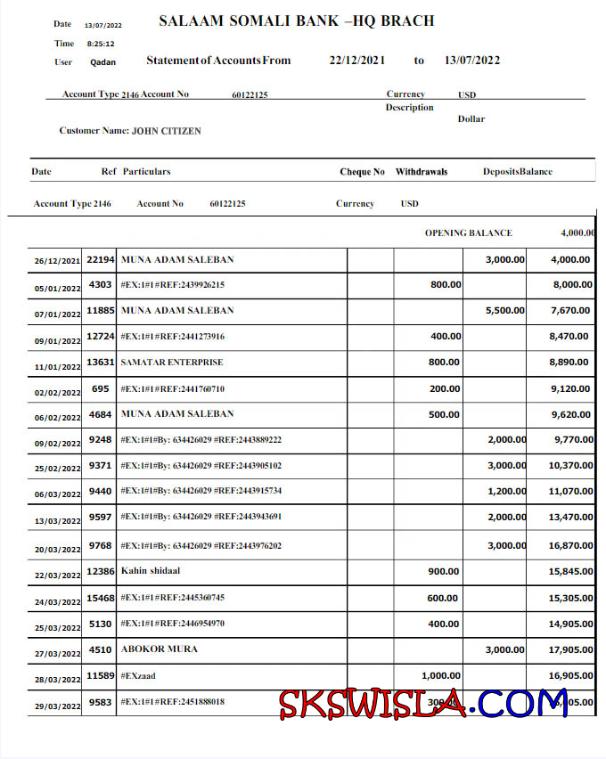 Date 13/07/2022 SALAAM SOMALI BANK –HQ BRACH
Time 8:25:12
User Qadan Statement of Accounts From 22/12/2021 to 13/07/2022
Account Type 2146 Account No 60122125 Currency USD
Description
Dollar
Customer Name: JOHN CITIZEN
Date Ref Particulars Cheque No Withdrawals DepositsBalance
Account Type 2146 Account No 60122125 Currency USD
OPENING BALANCE 4,000.00
26/12/2021 22194 MUNA ADAM SALEBAN 3,000.00 4,000.00
05/01/2022 4303 #EX:1#1#REF:2439926215 800.00 8,000.00
07/01/2022 11885 MUNA ADAM SALEBAN 5,500.00 7,670.00
09/01/2022 12724 #EX:1#1#REF:2441273916 400.00 8,470.00
11/01/2022 13631 SAMATAR ENTERPRISE 800.00 8,890.00
02/02/2022 695 #EX:1#1#REF:2441760710 200.00 9,120.00
06/02/2022 4684 MUNA ADAM SALEBAN 500.00 9,620.00
09/02/2022 9248 #EX:1#1#By: 634426029 #REF:2443889222 2,000.00 9,770.00
25/02/2022 9371 #EX:1#1#By: 634426029 #REF:2443905102 3,000.00 10,370.00
06/03/2022 9440 #EX:1#1#By: 634426029 #REF:2443915734 1,200.00 11,070.00
13/03/2022 9597 #EX:1#1#By: 634426029 #REF:2443943691 2,000.00 13,470.00
20/03/2022 9768 #EX:1#1#By: 634426029 #REF:2443976202 3,000.00 16,870.00
22/03/2022 12386 Kahin shidaal 900.00 15,845.00
24/03/2022 15468 #EX:1#1#REF:2445360745 600.00 15,305.00
25/03/2022 5130 #EX:1#1#REF:2446954970 400.00 14,905.00
27/03/2022 4510 ABOKOR MURA 3,000.00 17,905.00
28/03/2022 11589 #EXzaad 1,000.00 16,905.00
29/03/2022 9583 #EX:1#1#REF:2451888018
SKSWISLA.COM